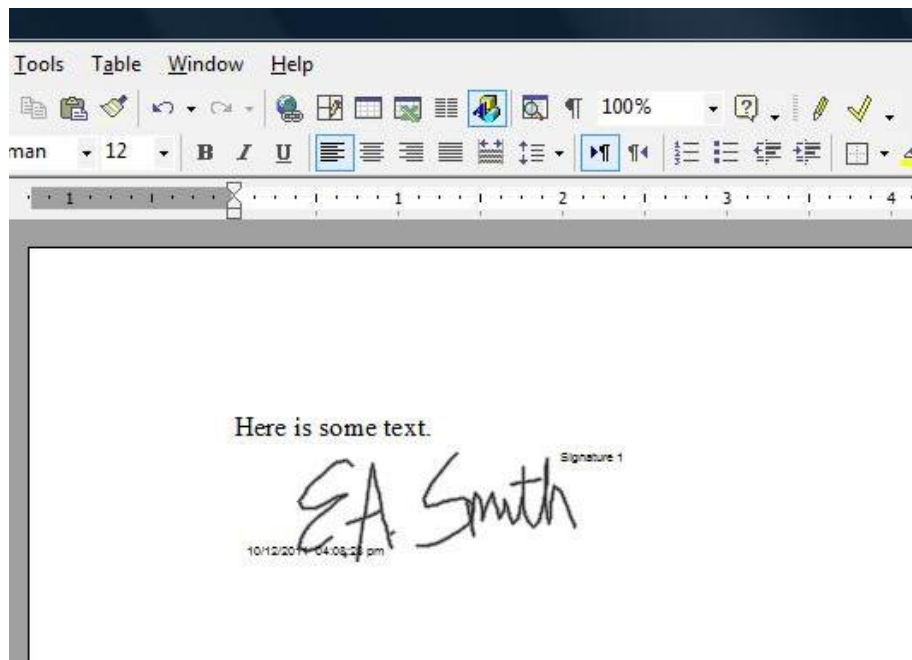 Tools Table Window Help
100%
man 12 B I U
1 1 2 3 4
Here is some text.
Signature 1
EA. Smith
10/12/2011 04:08:28 pm